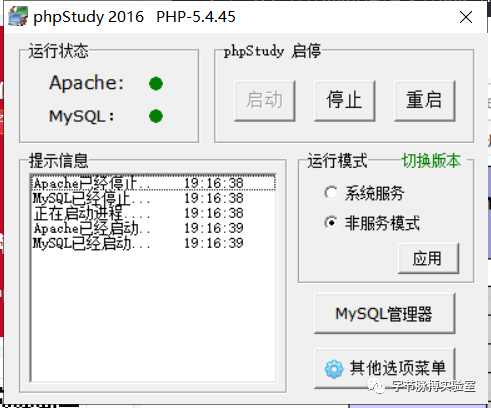 phpStudy 2016 PHP-5.4.45
运行状态
Apache:
MySQL:
phpStudy 启停
启动
停止
重启
提示信息
Apache已经停止.. 19:16:38
MySQL已经停止... 19:16:38
正在启动进程.... 19:16:38
Apache已经启动.. 19:16:39
MySQL已经启动... 19:16:39
运行模式
切换版本
系统服务
非服务模式
应用
MySQL管理器
其他选项菜单
字节脉搏实验室